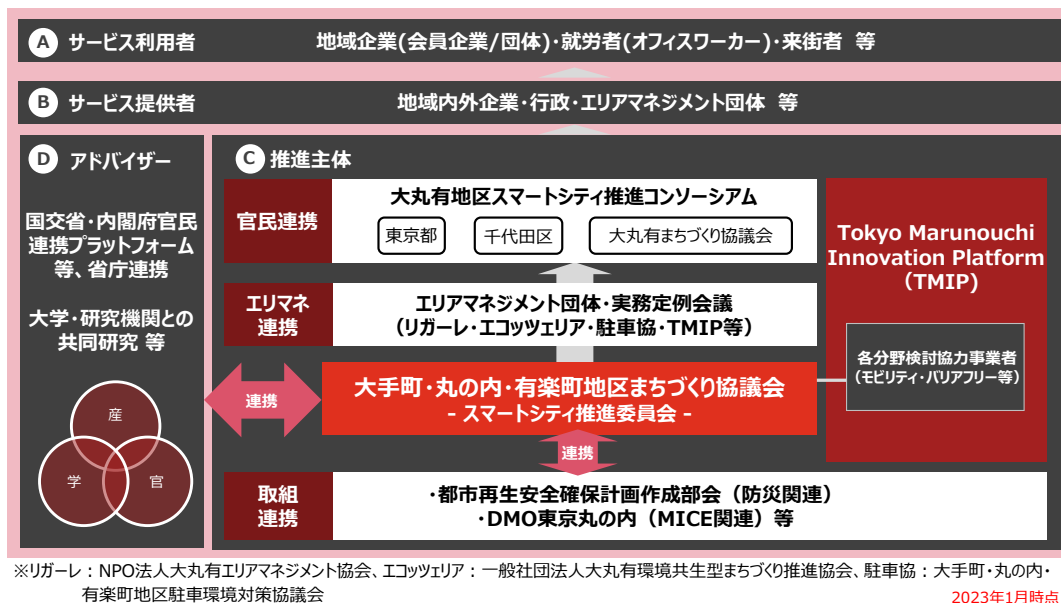 A サービス利用者 地域企業(会員企業/団体)・就労者(オフィスワーカー)・来街者 等
B サービス提供者 地域内外企業・行政・エリアマネジメント団体 等
D アドバイザー
国交省・内閣府官民
連携プラットフォーム
等、省庁連携
大学・研究機関との
共同研究 等
産
学
官
連携
C 推進主体
官民連携
大丸有地区スマートシティ推進コンソーシアム
東京都
千代田区
大丸有まちづくり協議会
エリマネ
連携
エリアマネジメント団体・実務定例会議
（リガーレ・エコッツェリア・駐車協・TMIP等）
大手町・丸の内・有楽町地区まちづくり協議会
- スマートシティ推進委員会 -
連携
取組
連携
・都市再生安全確保計画作成部会（防災関連）
・DMO東京丸の内（MICE関連）等
Tokyo Marunouchi
Innovation Platform
(TMIP)
各分野検討協力事業者
（モビリティ・バリアフリー等）
※リガーレ：NPO法人大丸有エリアマネジメント協会、エコッツェリア：一般社団法人大丸有環境共生型まちづくり推進協会、駐車協：大手町・丸の内・
有楽町地区駐車環境対策協議会
2023年1月時点